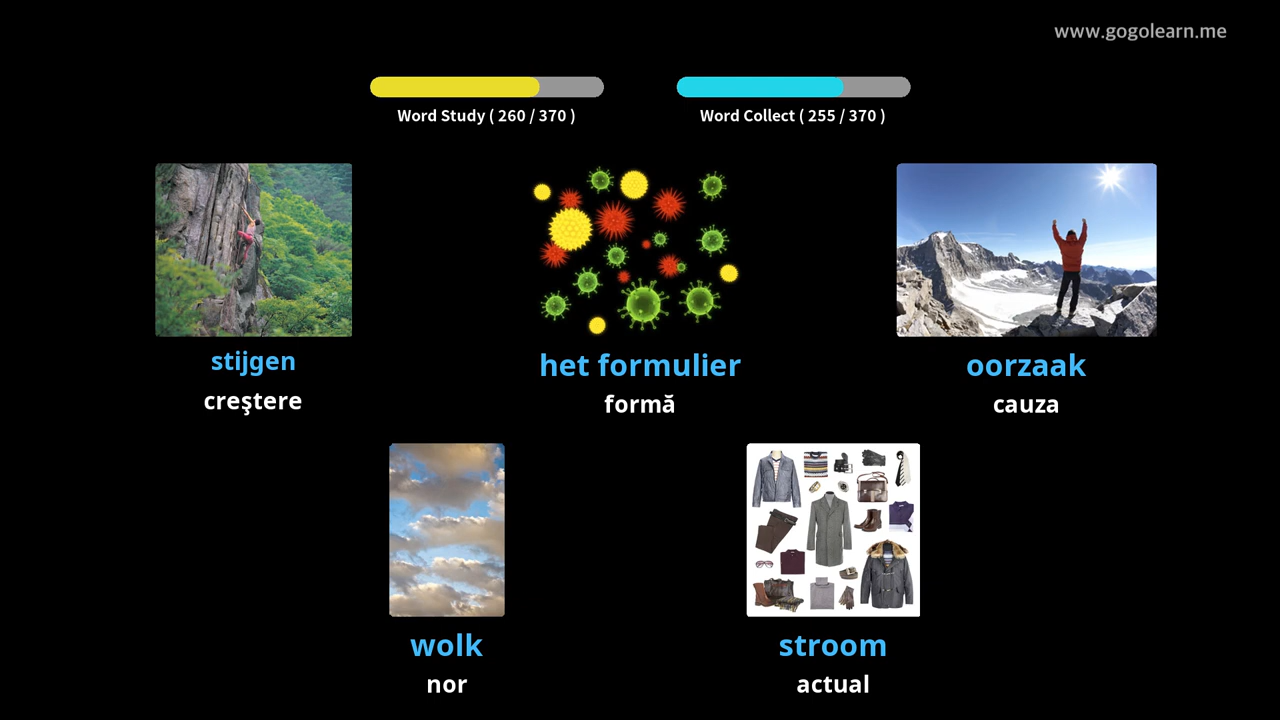 www.gogolearn.me
Word Study ( 260 / 370 )
Word Collect ( 255 / 370 )
stijgen
creştere
het formulier
formă
oorzaak
cauza
wolk
nor
stroom
actual